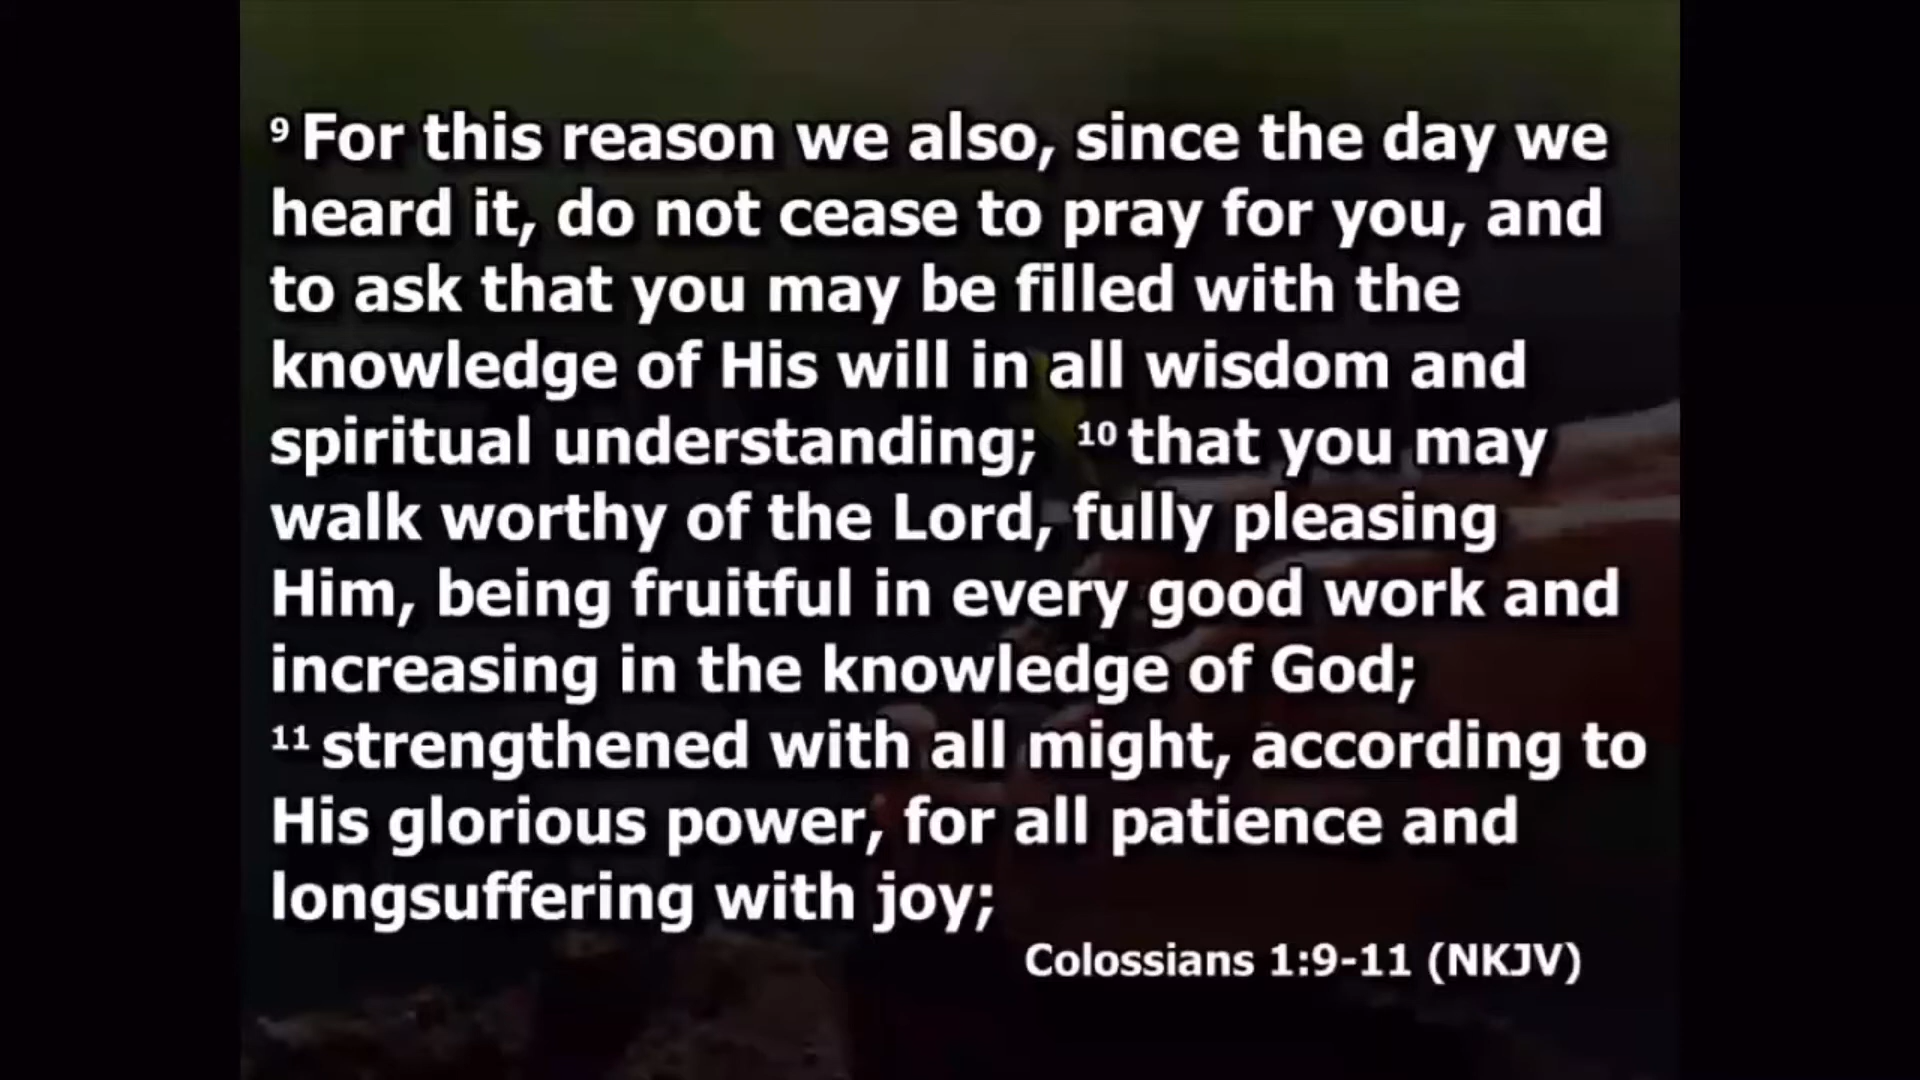 9 For this reason we also, since the day we
heard it, do not cease to pray for you, and
to ask that you may be filled with the
knowledge of His will in all wisdom and
spiritual understanding; 10 that you may
walk worthy of the Lord, fully pleasing
Him, being fruitful in every good work and
increasing in the knowledge of God;
11 strengthened with all might, according to
His glorious power, for all patience and
longsuffering with joy;
Colossians 1:9-11 (NKJV)